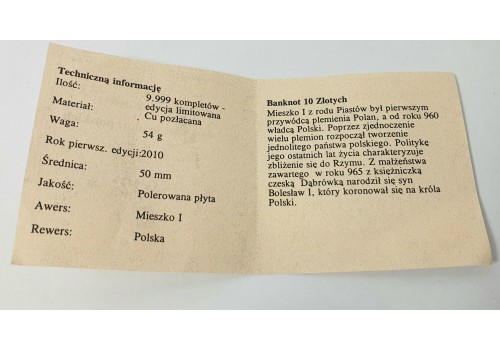 Techniczną informację
Ilość: 9.999 kompletów -
edycja limitowana
Materiał: Cu pozłacana
Waga: 54 g
Rok pierwsz. edycji:2010
Średnica: 50 mm
Jakość: Polerowana płyta
Awers: Mieszko I
Rewers: Polska
Banknot 10 Zlotych
Mieszko I z rodu Piastów był pierwszym
przywódcą plemienia Polan, a od roku 960
władcą Polski. Poprzez zjednoczenie
wielu plemion rozpoczął tworzenie
jednolitego państwa polskiego. Politykę
jego ostatnich lat życia charakteryzuje
zbliżenie się do Rzymu. Z małżeństwa
zawartego w roku 965 z księżniczką
czeską Dąbrówką narodził się syn
Bolesław I, który koronował się na króla
Polski.